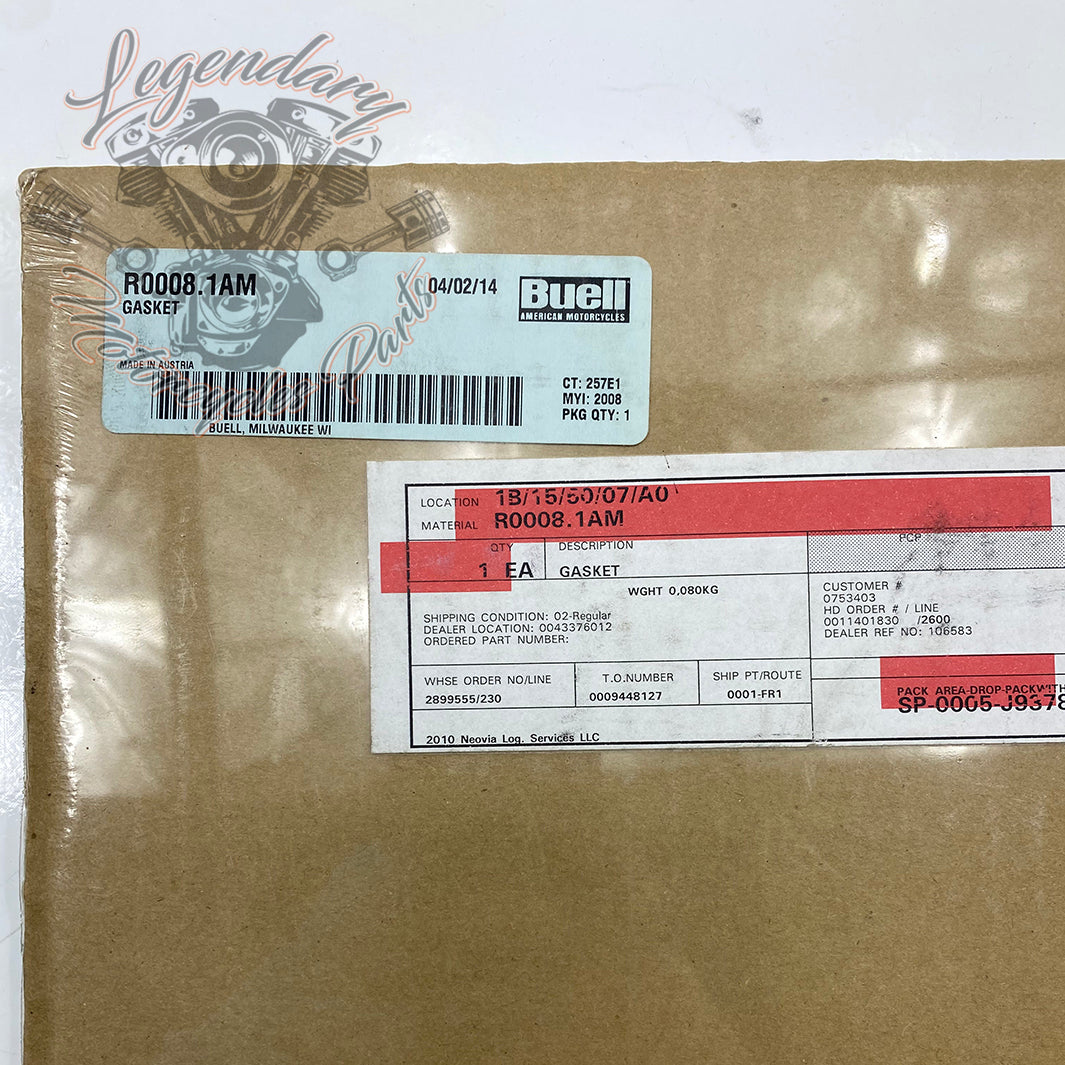 Legendary
Motorcycles Parts
R0008.1AM
04/02/14
Buell
GASKET
AMERICAN MOTORCYCLES
MADE IN AUSTRIA
CT: 257E1
MYI: 2008
PKG QTY: 1
BUELL, MILWAUKEE WI
LOCATION 1B/15/50/07/A0
MATERIAL R0008.1AM
QTY
1 EA
DESCRIPTION
GASKET
PCP
WGHT 0,080KG
SHIPPING CONDITION: 02-Regular
DEALER LOCATION: 0043376012
ORDERED PART NUMBER:
CUSTOMER #
0753403
HD ORDER # / LINE
0011401830 /2600
DEALER REF NO: 106583
WHSE ORDER NO/LINE
2899555/230
T.O.NUMBER
0009448127
SHIP PT/ROUTE
0001-FR1
PACK AREA-DROP-PACKWITH
SP-0005-J9378
2010 Neovia Log. Services LLC